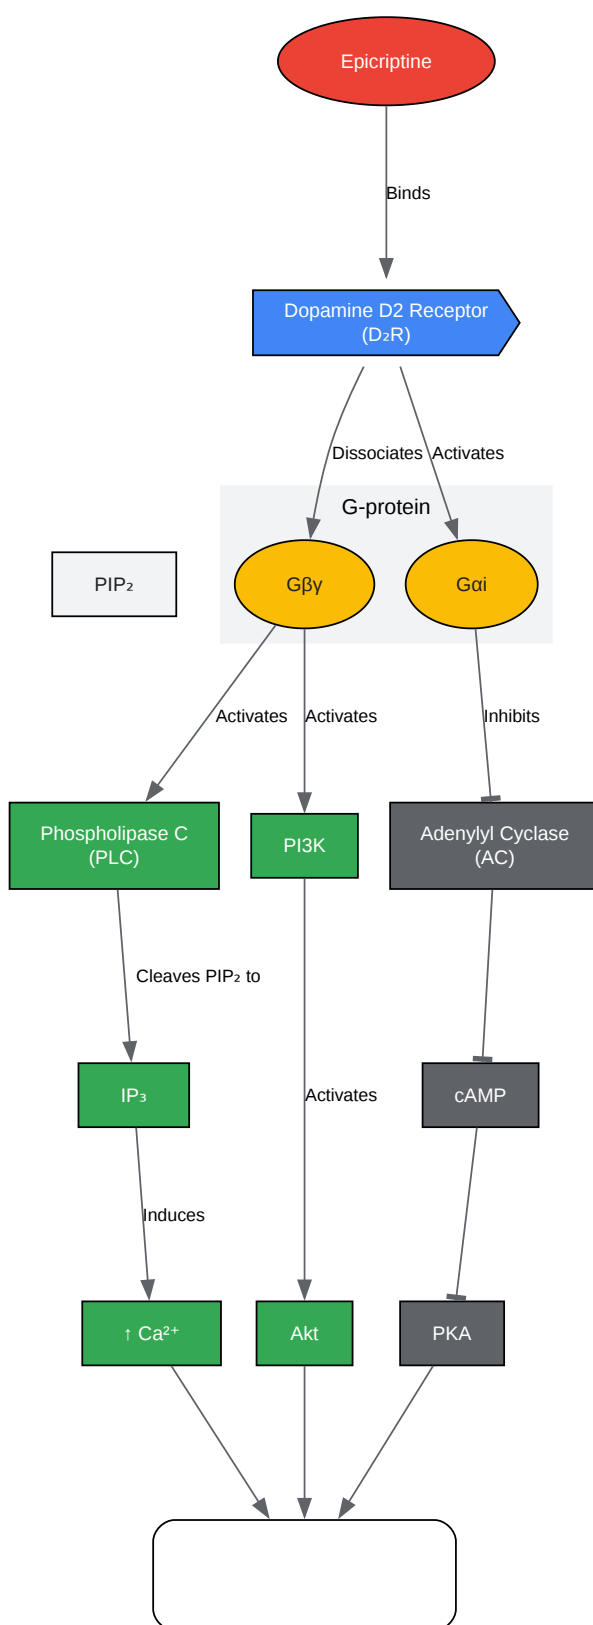 Epicriptine
Binds
Dopamine D2 Receptor
(D₂R)
Dissociates
Activates
G-protein
PIP₂
Gβγ
Gαi
Activates
Activates
Inhibits
Phospholipase C
(PLC)
PI3K
Adenylyl Cyclase
(AC)
Cleaves PIP₂ to
IP₃
Activates
cAMP
Induces
↑ Ca²⁺
Akt
PKA